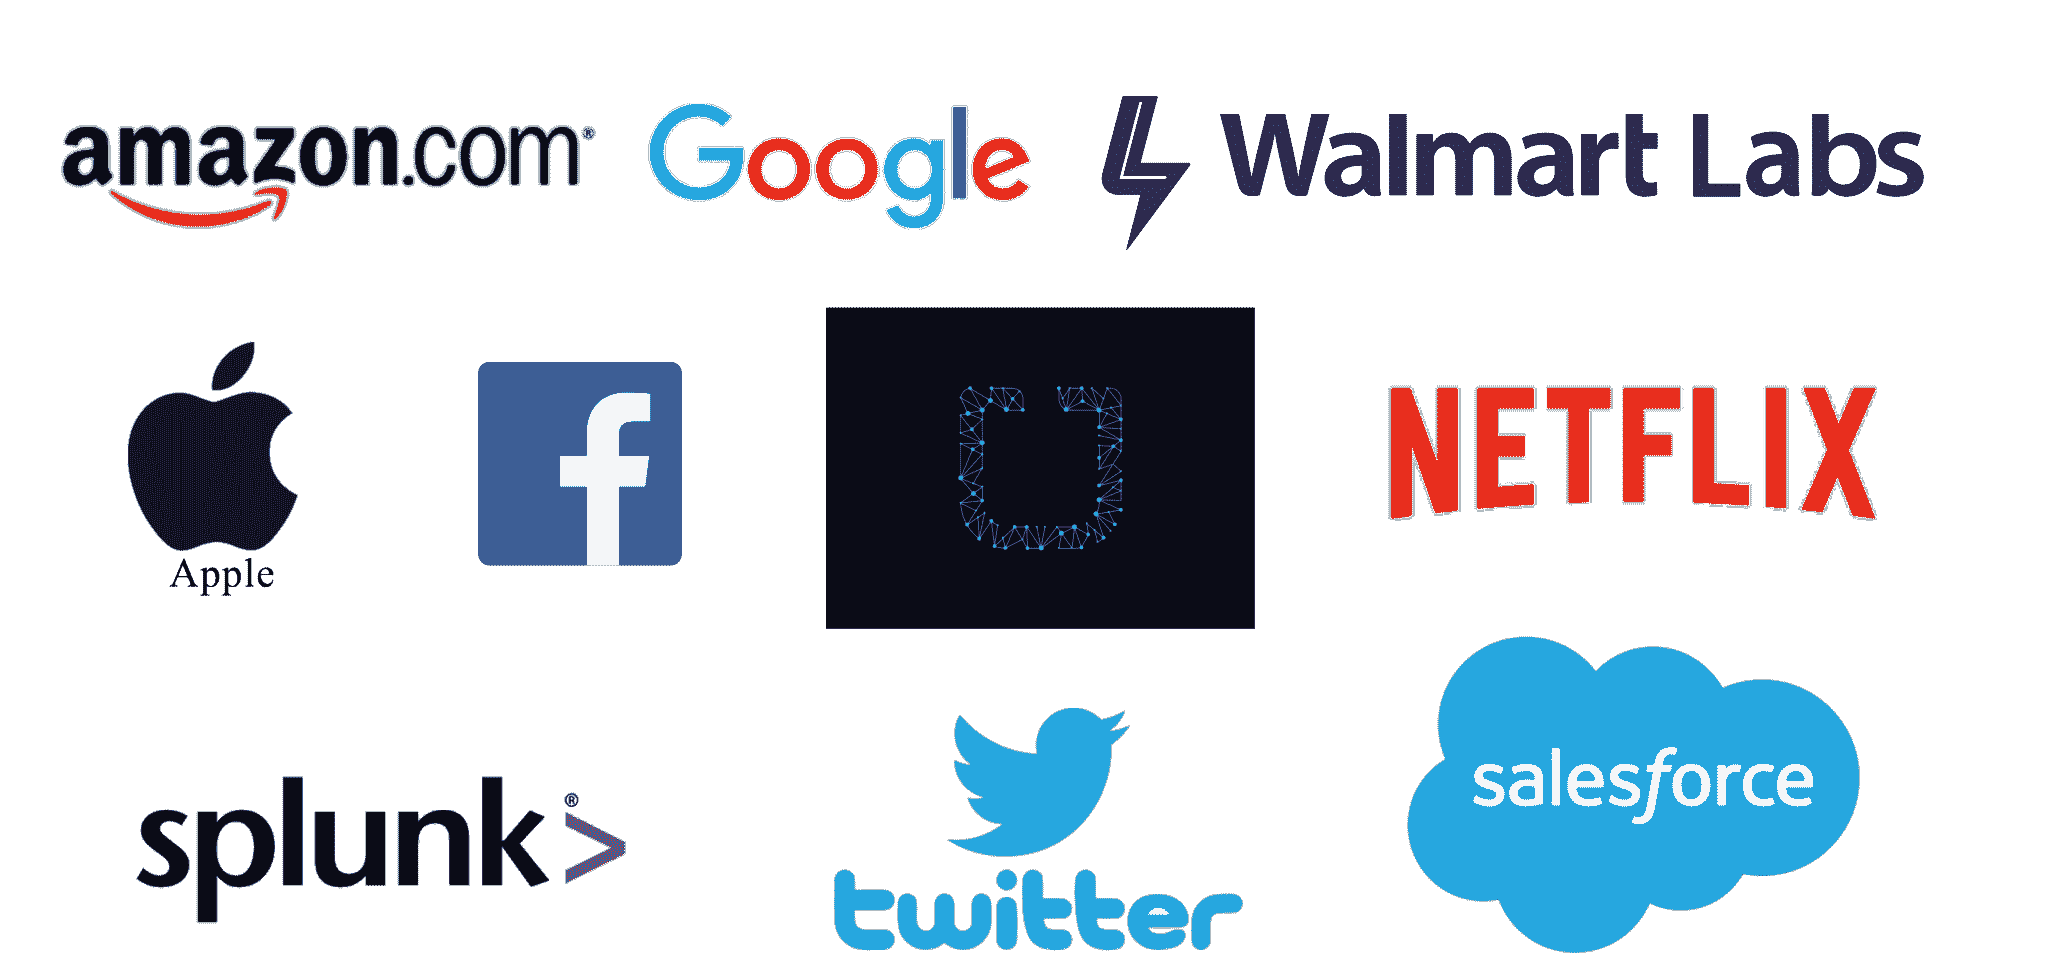 amazon.com®
Google
Walmart Labs
Apple
f
NETFLIX
splunk>®
twitter
salesforce